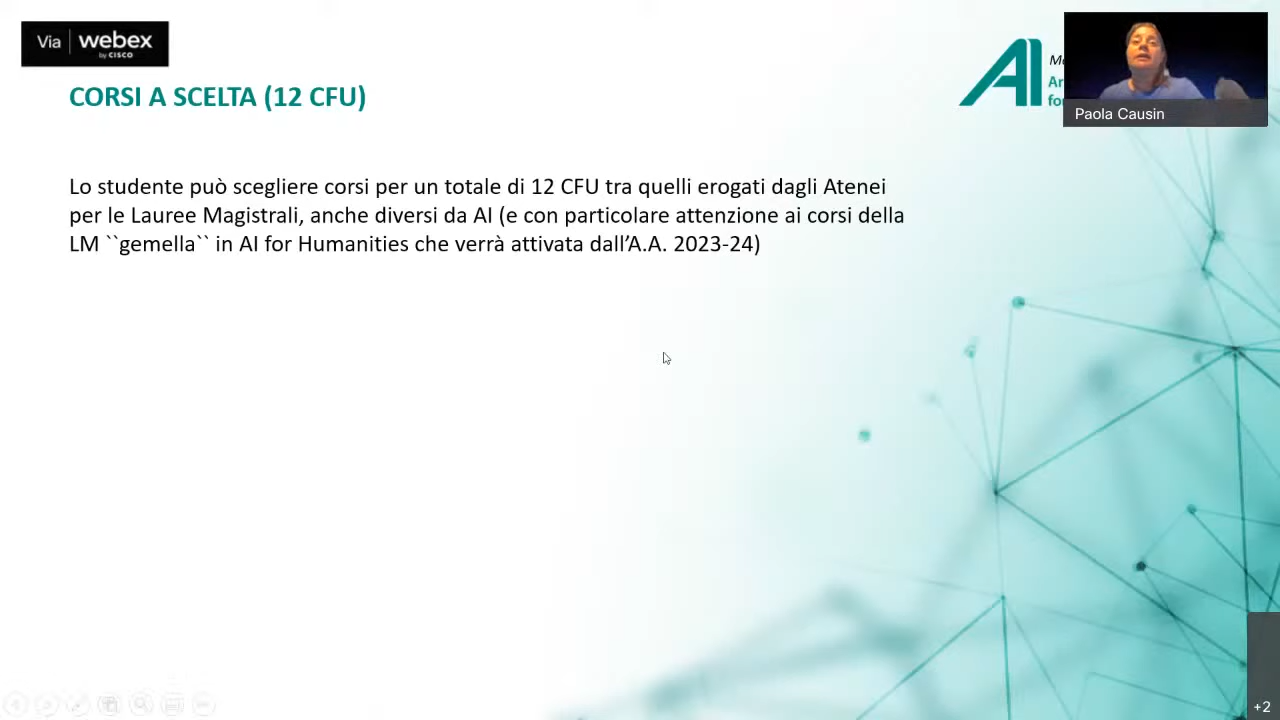 Via webex
by CISCO
CORSI A SCELTA (12 CFU)
AI
Paola Causin
Lo studente può scegliere corsi per un totale di 12 CFU tra quelli erogati dagli Atenei
per le Lauree Magistrali, anche diversi da AI (e con particolare attenzione ai corsi della
LM ``gemella`` in AI for Humanities che verrà attivata dall’A.A. 2023-24)
+2